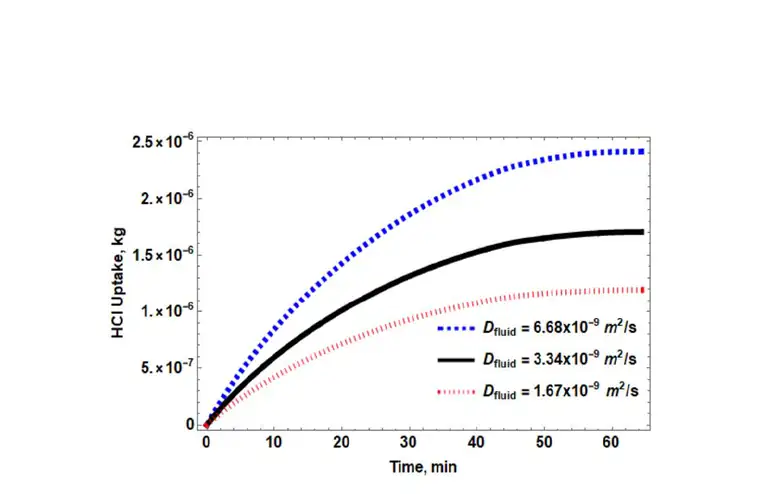 2.5×10⁻⁶
2.×10⁻⁶
1.5×10⁻⁶
1.×10⁻⁶
5.×10⁻⁷
0
HCl Uptake, kg
D_fluid = 6.68x10⁻⁹ m²/s
D_fluid = 3.34x10⁻⁹ m²/s
D_fluid = 1.67x10⁻⁹ m²/s
0 10 20 30 40 50 60
Time, min